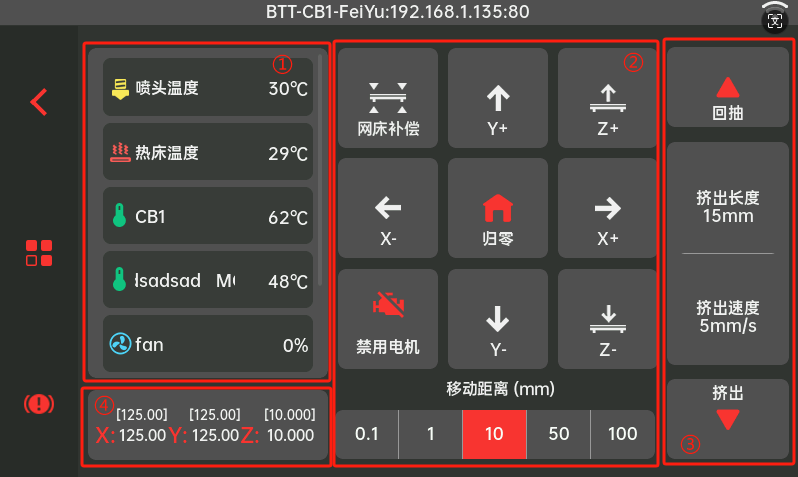 BTT-CB1-FeiYu:192.168.1.135:80
①
喷头温度 30℃
热床温度 29℃
CB1 62℃
dsadsad 48℃
fan 0%
④
[125.00] [125.00] [10.000]
X: 125.00 Y: 125.00 Z: 10.000
②
网床补偿 Y+ Z+
X- 归零 X+
禁用电机 Y- Z-
移动距离 (mm)
0.1 1 10 50 100
回抽
挤出长度
15mm
挤出速度
5mm/s
挤出
③